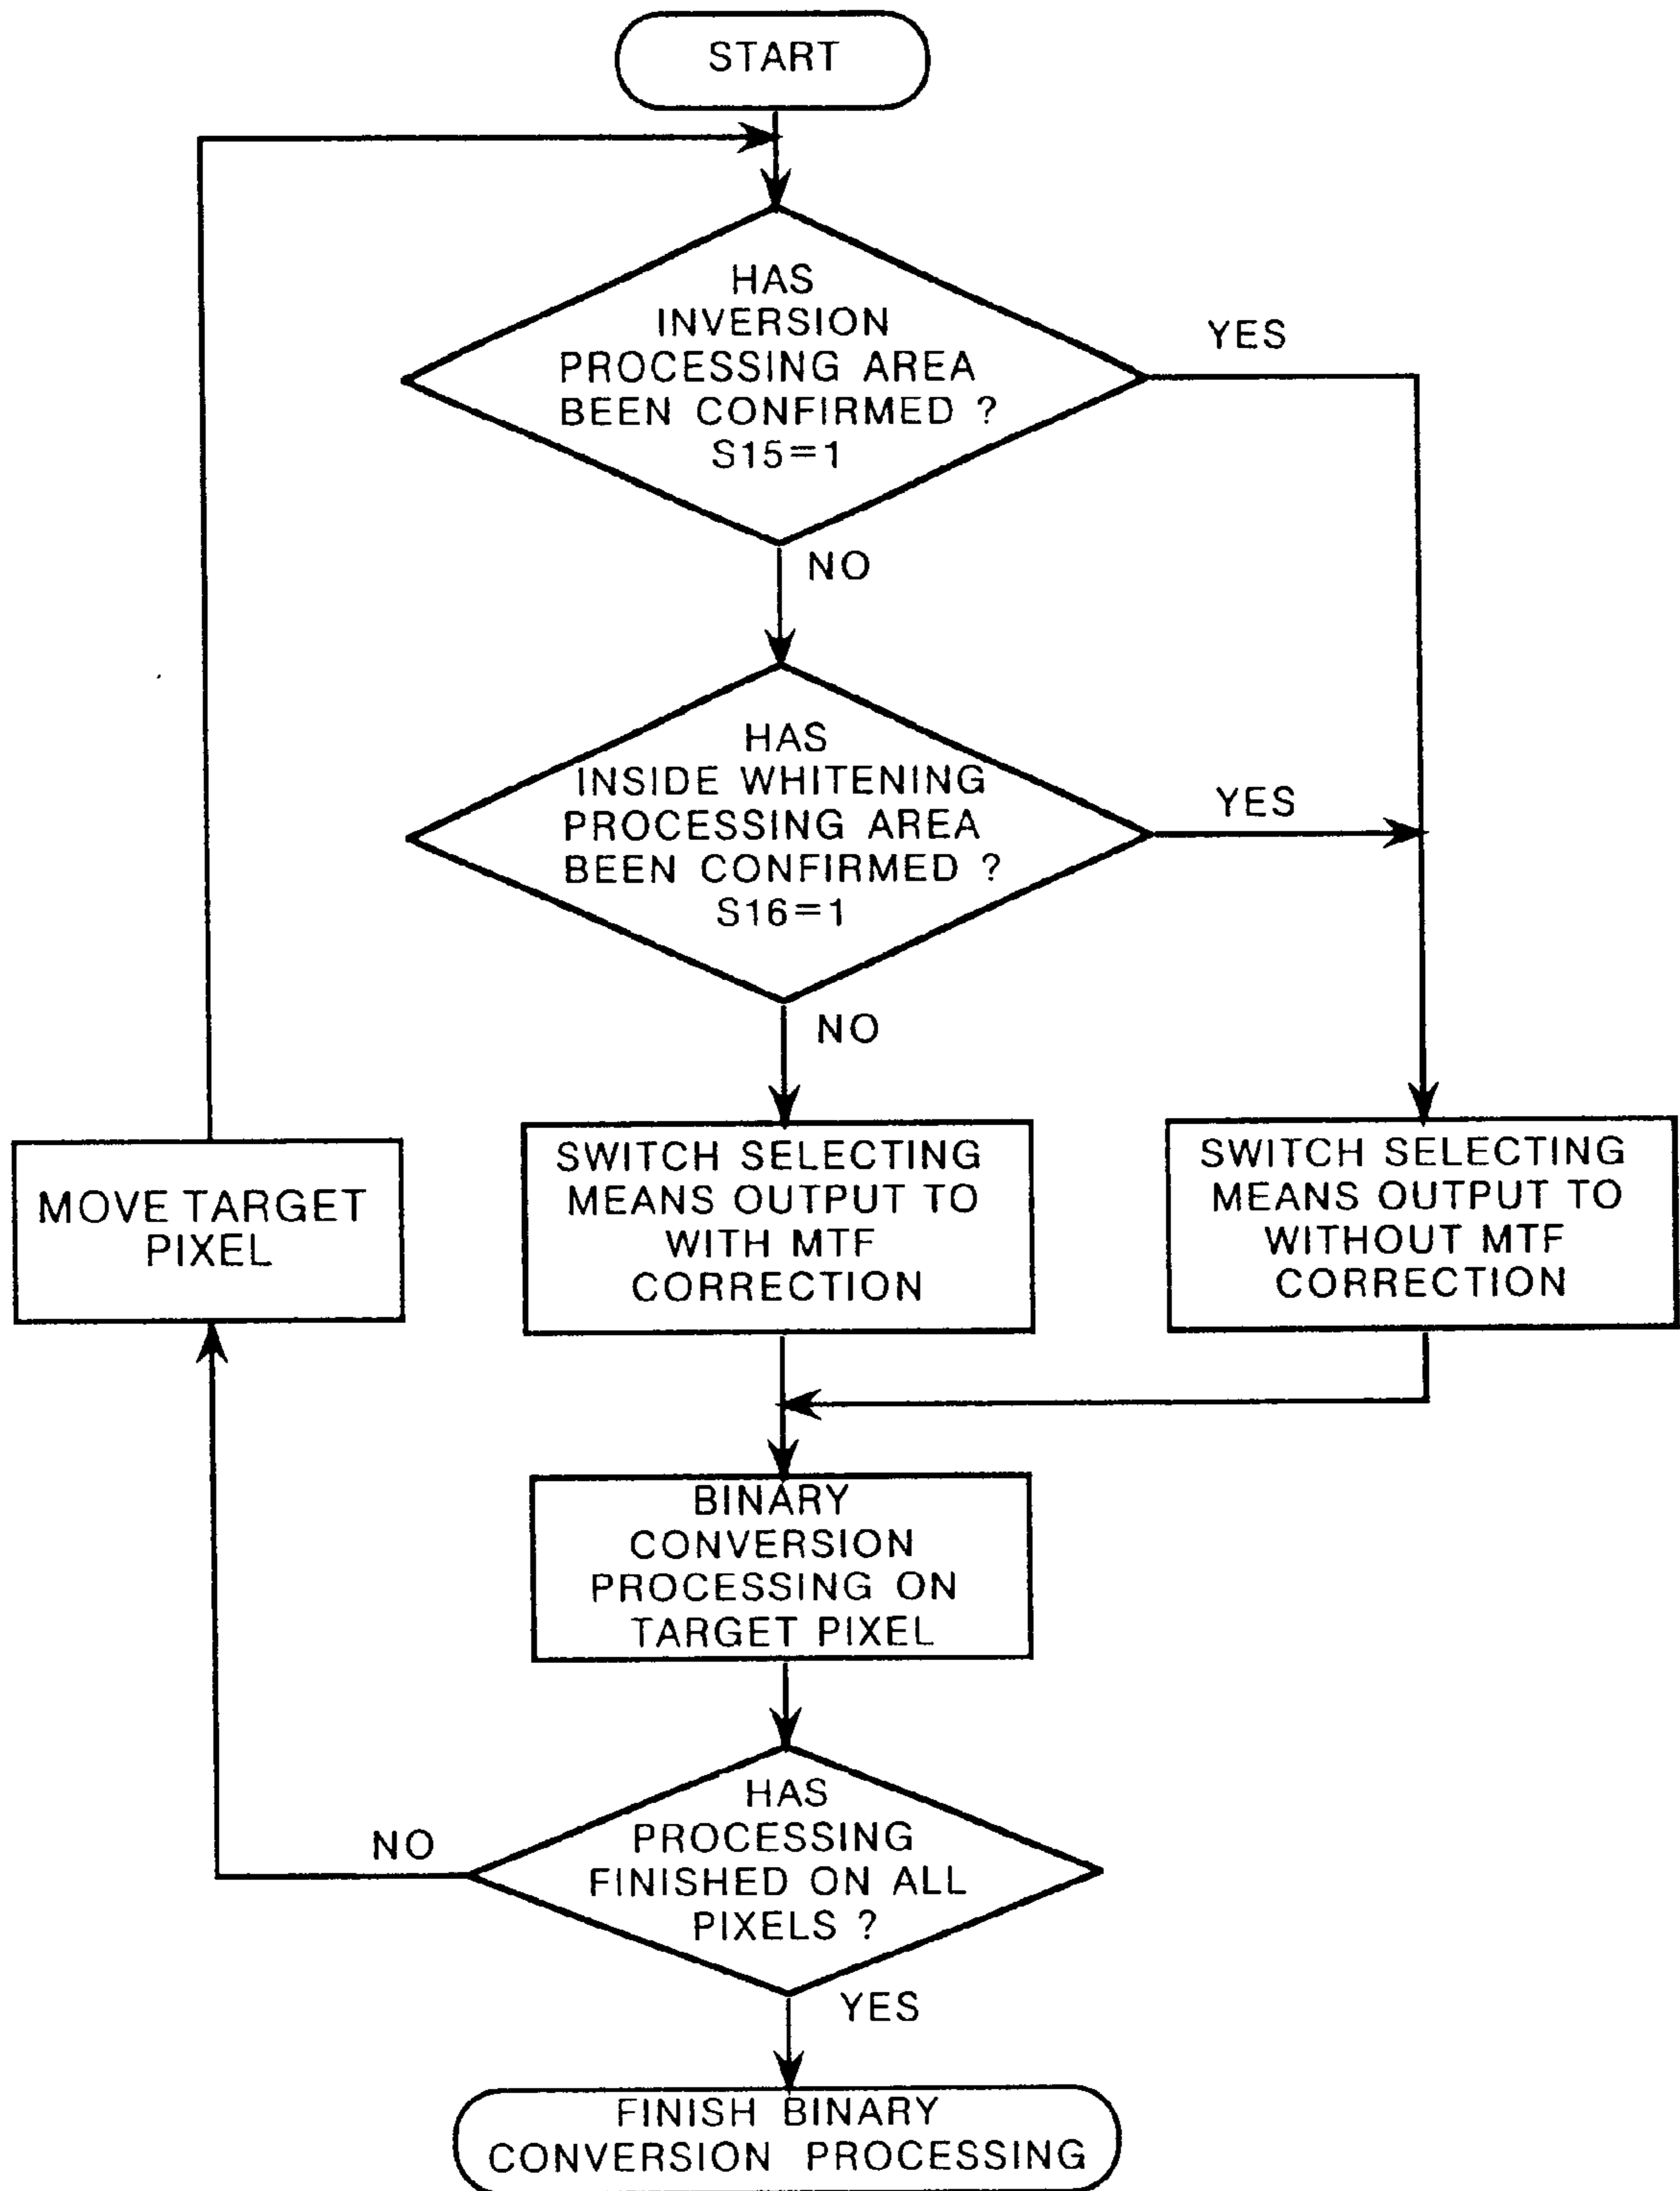 START
HAS
INVERSION
PROCESSING AREA
BEEN CONFIRMED ?
S15=1
YES
NO
HAS
INSIDE WHITENING
PROCESSING AREA
BEEN CONFIRMED ?
S16=1
YES
NO
MOVE TARGET
PIXEL
SWITCH SELECTING
MEANS OUTPUT TO
WITH MTF
CORRECTION
SWITCH SELECTING
MEANS OUTPUT TO
WITHOUT MTF
CORRECTION
BINARY
CONVERSION
PROCESSING ON
TARGET PIXEL
HAS
PROCESSING
FINISHED ON ALL
PIXELS ?
NO
YES
FINISH BINARY
CONVERSION PROCESSING